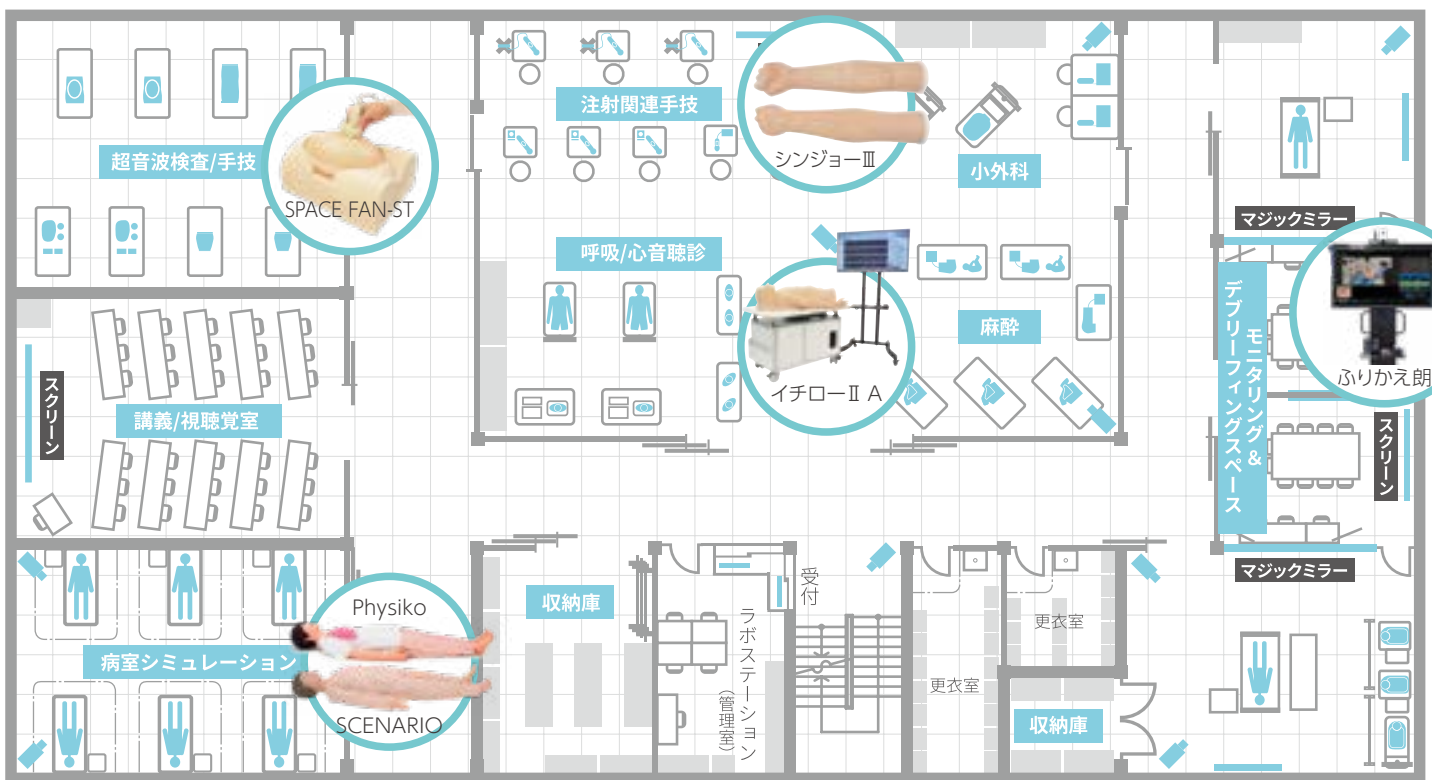 注射関連手技
シンジョーⅢ
超音波検査/手技
SPACE FAN-ST
小外科
マジックミラー
呼吸/心音聴診
麻酔
イチローⅡ A
モニタリング&
デブリーフィングスペース
ふりかえ朗
スクリーン
講義/視聴覚室
スクリーン
マジックミラー
Physiko
病室シミュレーション
SCENARIO
収納庫
受付
ラボステーション
（管理室）
更衣室
更衣室
収納庫